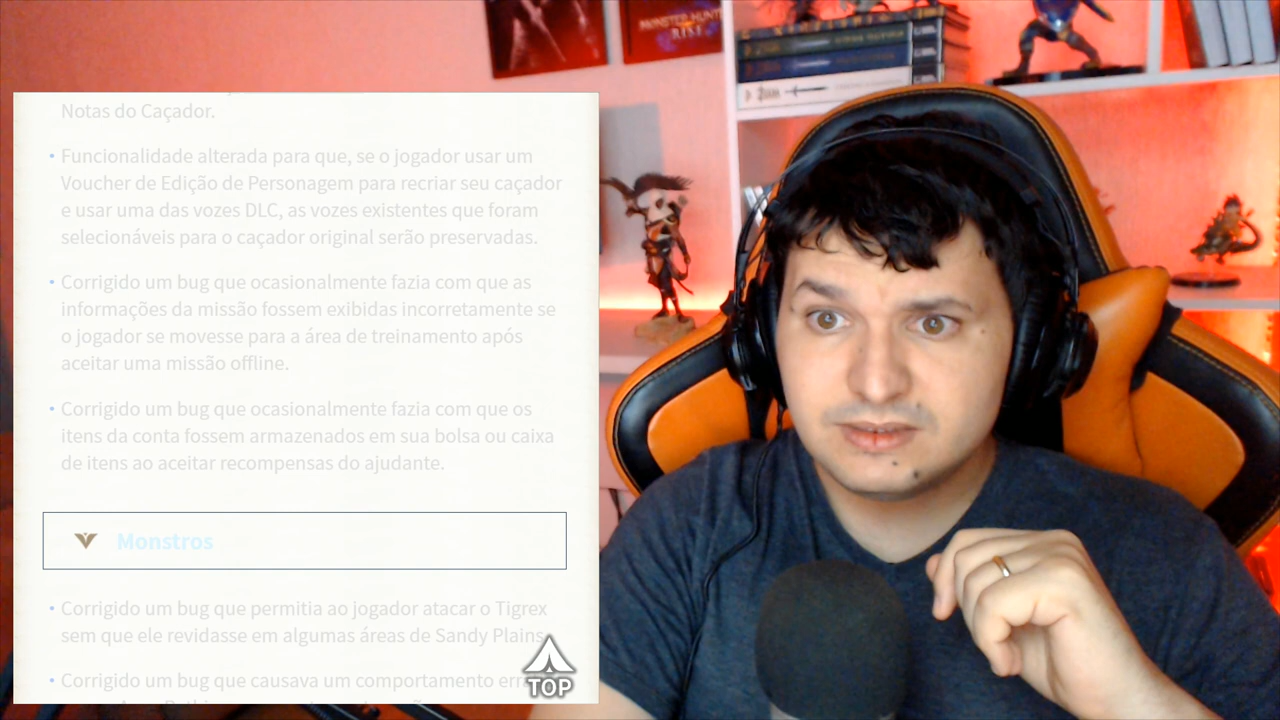 MONSTER HUNTER
RISE
Notas do Caçador.
• Funcionalidade alterada para que, se o jogador usar um
Voucher de Edição de Personagem para recriar seu caçador
e usar uma das vozes DLC, as vozes existentes que foram
selecionáveis para o caçador original serão preservadas.
• Corrigido um bug que ocasionalmente fazia com que as
informações da missão fossem exibidas incorretamente se
o jogador se movesse para a área de treinamento após
aceitar uma missão offline.
• Corrigido um bug que ocasionalmente fazia com que os
itens da conta fossem armazenados em sua bolsa ou caixa
de itens ao aceitar recompensas do ajudante.
Monstros
• Corrigido um bug que permitia ao jogador atacar o Tigrex
sem que ele revidasse em algumas áreas de Sandy Plains.
• Corrigido um bug que causava um comportamento
TOP